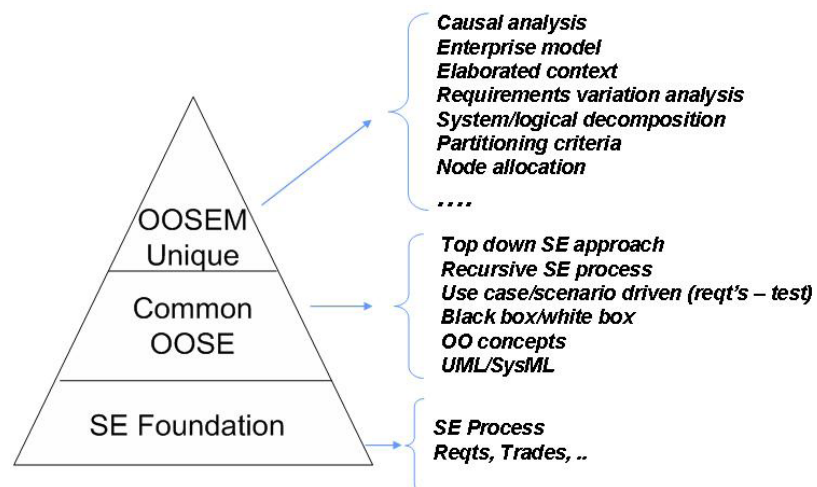 Causal analysis
Enterprise model
Elaborated context
Requirements variation analysis
System/logical decomposition
Partitioning criteria
Node allocation
....
OOSEM
Unique
Top down SE approach
Recursive SE process
Use case/scenario driven (reqt's – test)
Black box/white box
OO concepts
UML/SysML
Common
OOSE
SE Foundation
SE Process
Reqts, Trades, ..